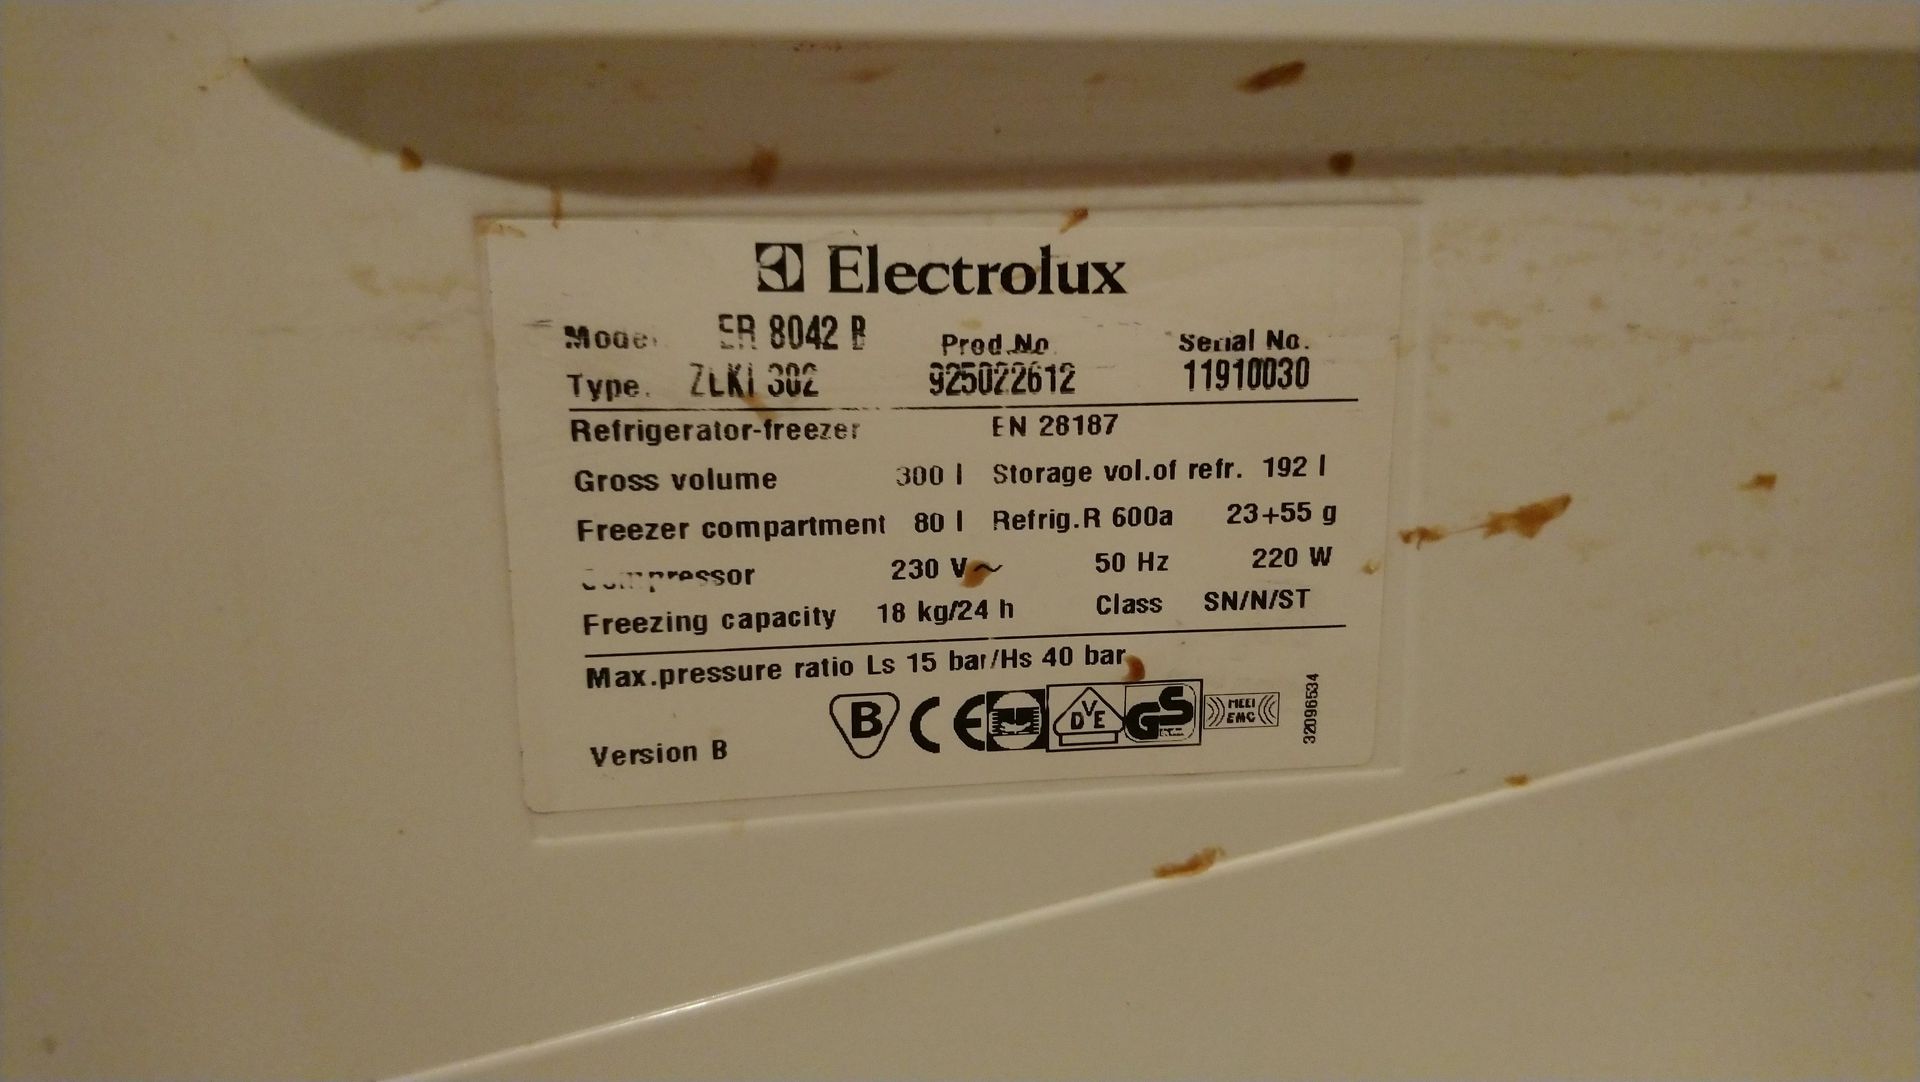 Electrolux
Model ER 8042 B Prod.No. Serial No.
Type. ZLKI 302 925022612 11910030
Refrigerator-freezer EN 28187
Gross volume 300 l Storage vol.of refr. 192 l
Freezer compartment 80 l Refrig.R 600a 23+55 g
Compressor 230 V~ 50 Hz 220 W
Freezing capacity 18 kg/24 h Class SN/N/ST
Max.pressure ratio Ls 15 bar/Hs 40 bar
Version B
B CE DVE GS EMC
32096534